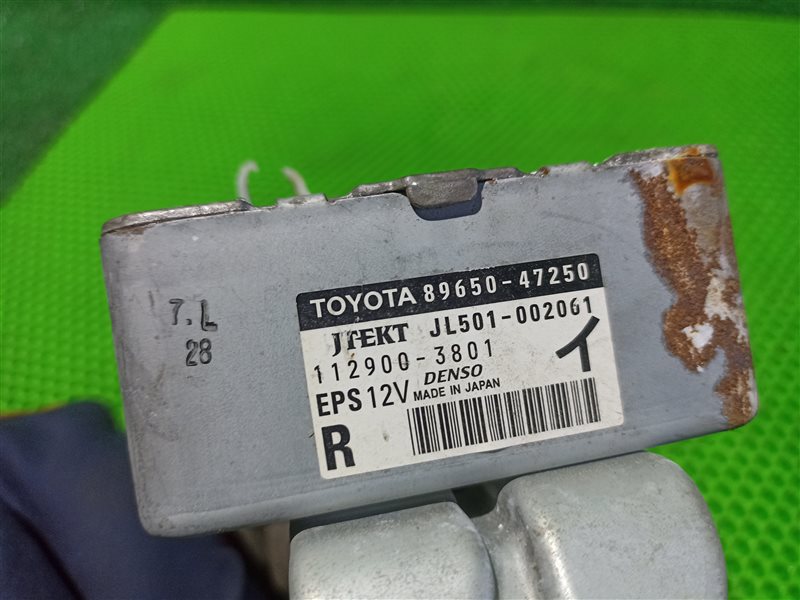 7.L
28
TOYOTA 89650-47250
JTEKT JL501-002061
112900-3801 イ
EPS 12V DENSO
MADE IN JAPAN
R